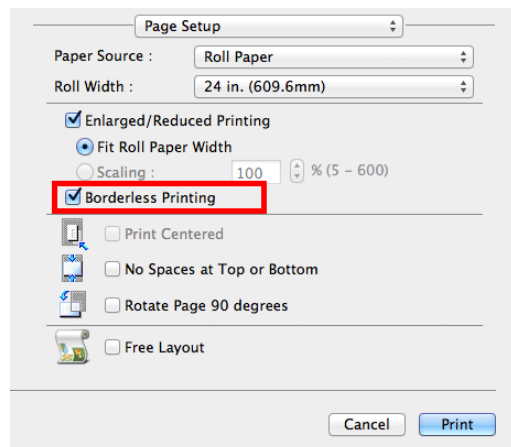 Page Setup
Paper Source : Roll Paper
Roll Width : 24 in. (609.6mm)
Enlarged/Reduced Printing
Fit Roll Paper Width
Scaling : 100 % (5 – 600)
Borderless Printing
Print Centered
No Spaces at Top or Bottom
Rotate Page 90 degrees
Free Layout
Cancel Print